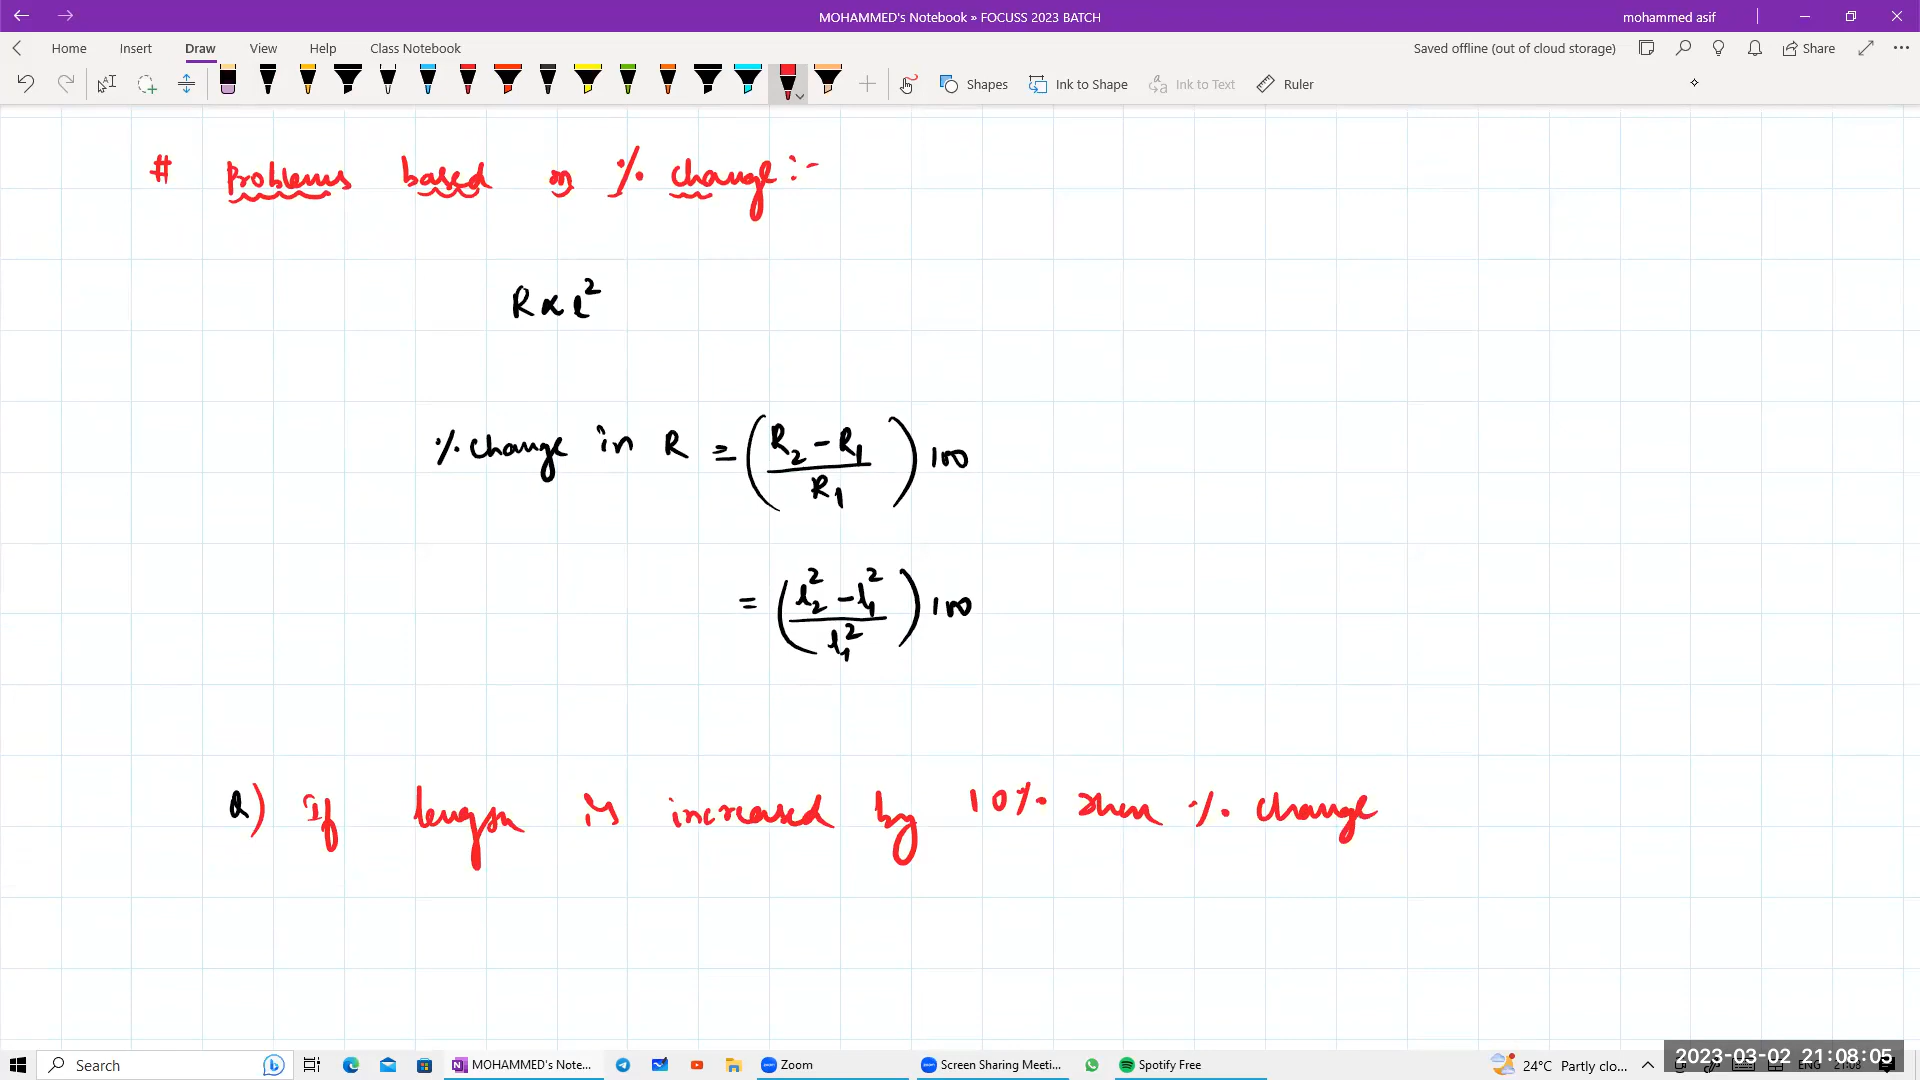 MOHAMMED's Notebook » FOCUSS 2023 BATCH
mohammed asif
Home Insert Draw View Help Class Notebook
Saved offline (out of cloud storage)
Share
Shapes Ink to Shape Ink to Text Ruler
# Problems based on % change :-
R ∝ l²
% change in R = (R₂ - R₁ / R₁) 100
= (l₂² - l₁² / l₁²) 100
Q) If length is increased by 10% then % change
Search
MOHAMMED's Note...
Zoom
Screen Sharing Meeti...
Spotify Free
24°C Partly clo...
2023-03-02 21:08:05